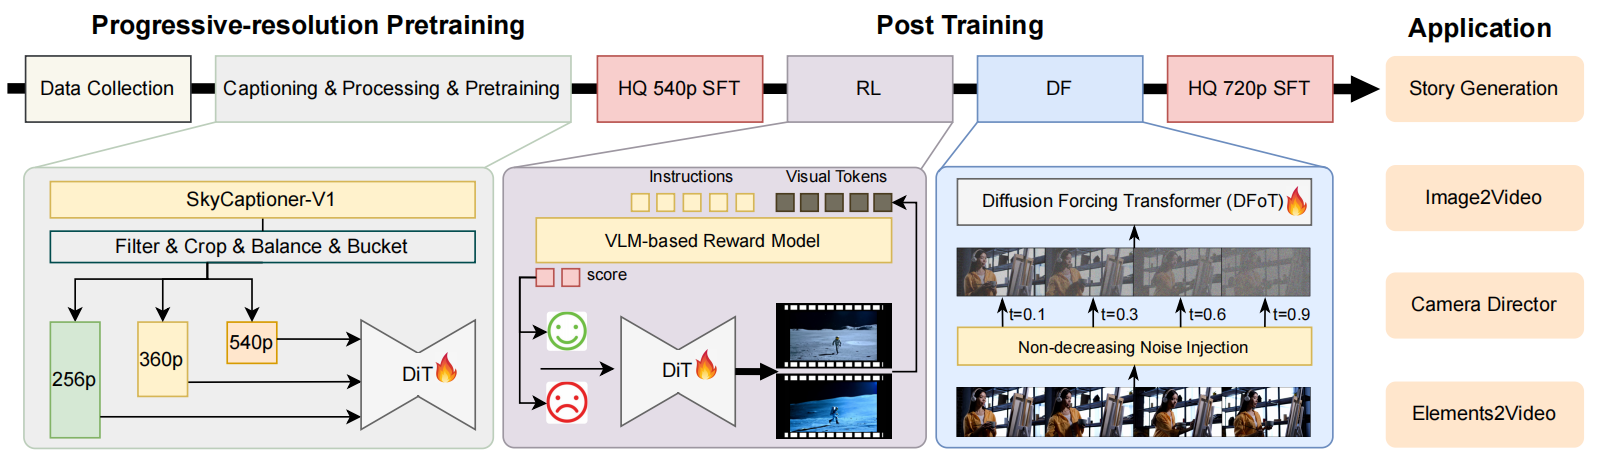 Progressive-resolution Pretraining
Post Training
Application
Data Collection
Captioning & Processing & Pretraining
HQ 540p SFT
RL
DF
HQ 720p SFT
Story Generation
SkyCaptioner-V1
Filter & Crop & Balance & Bucket
256p
360p
540p
DiT
Instructions
Visual Tokens
VLM-based Reward Model
score
DiT
Diffusion Forcing Transformer (DFoT)
t=0.1
t=0.3
t=0.6
t=0.9
Non-decreasing Noise Injection
Image2Video
Camera Director
Elements2Video